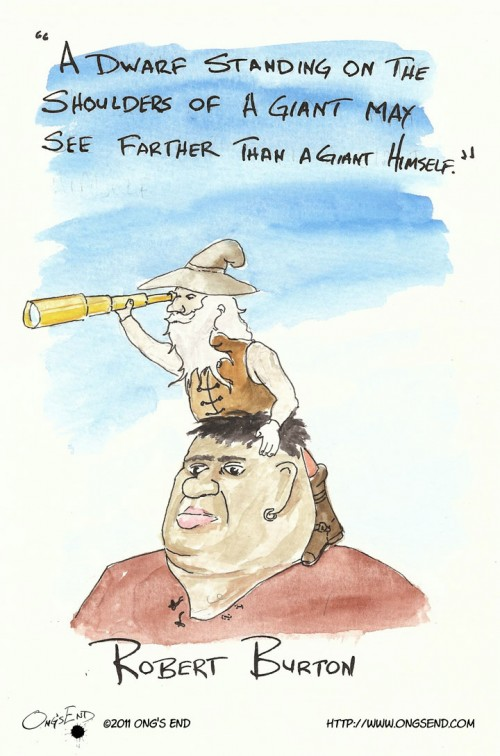 "A DWARF STANDING ON THE
SHOULDERS OF A GIANT MAY
SEE FARTHER THAN A GIANT HIMSELF."
ROBERT BURTON
ONG'S END ©2011 ONG'S END HTTP://WWW.ONGSEND.COM